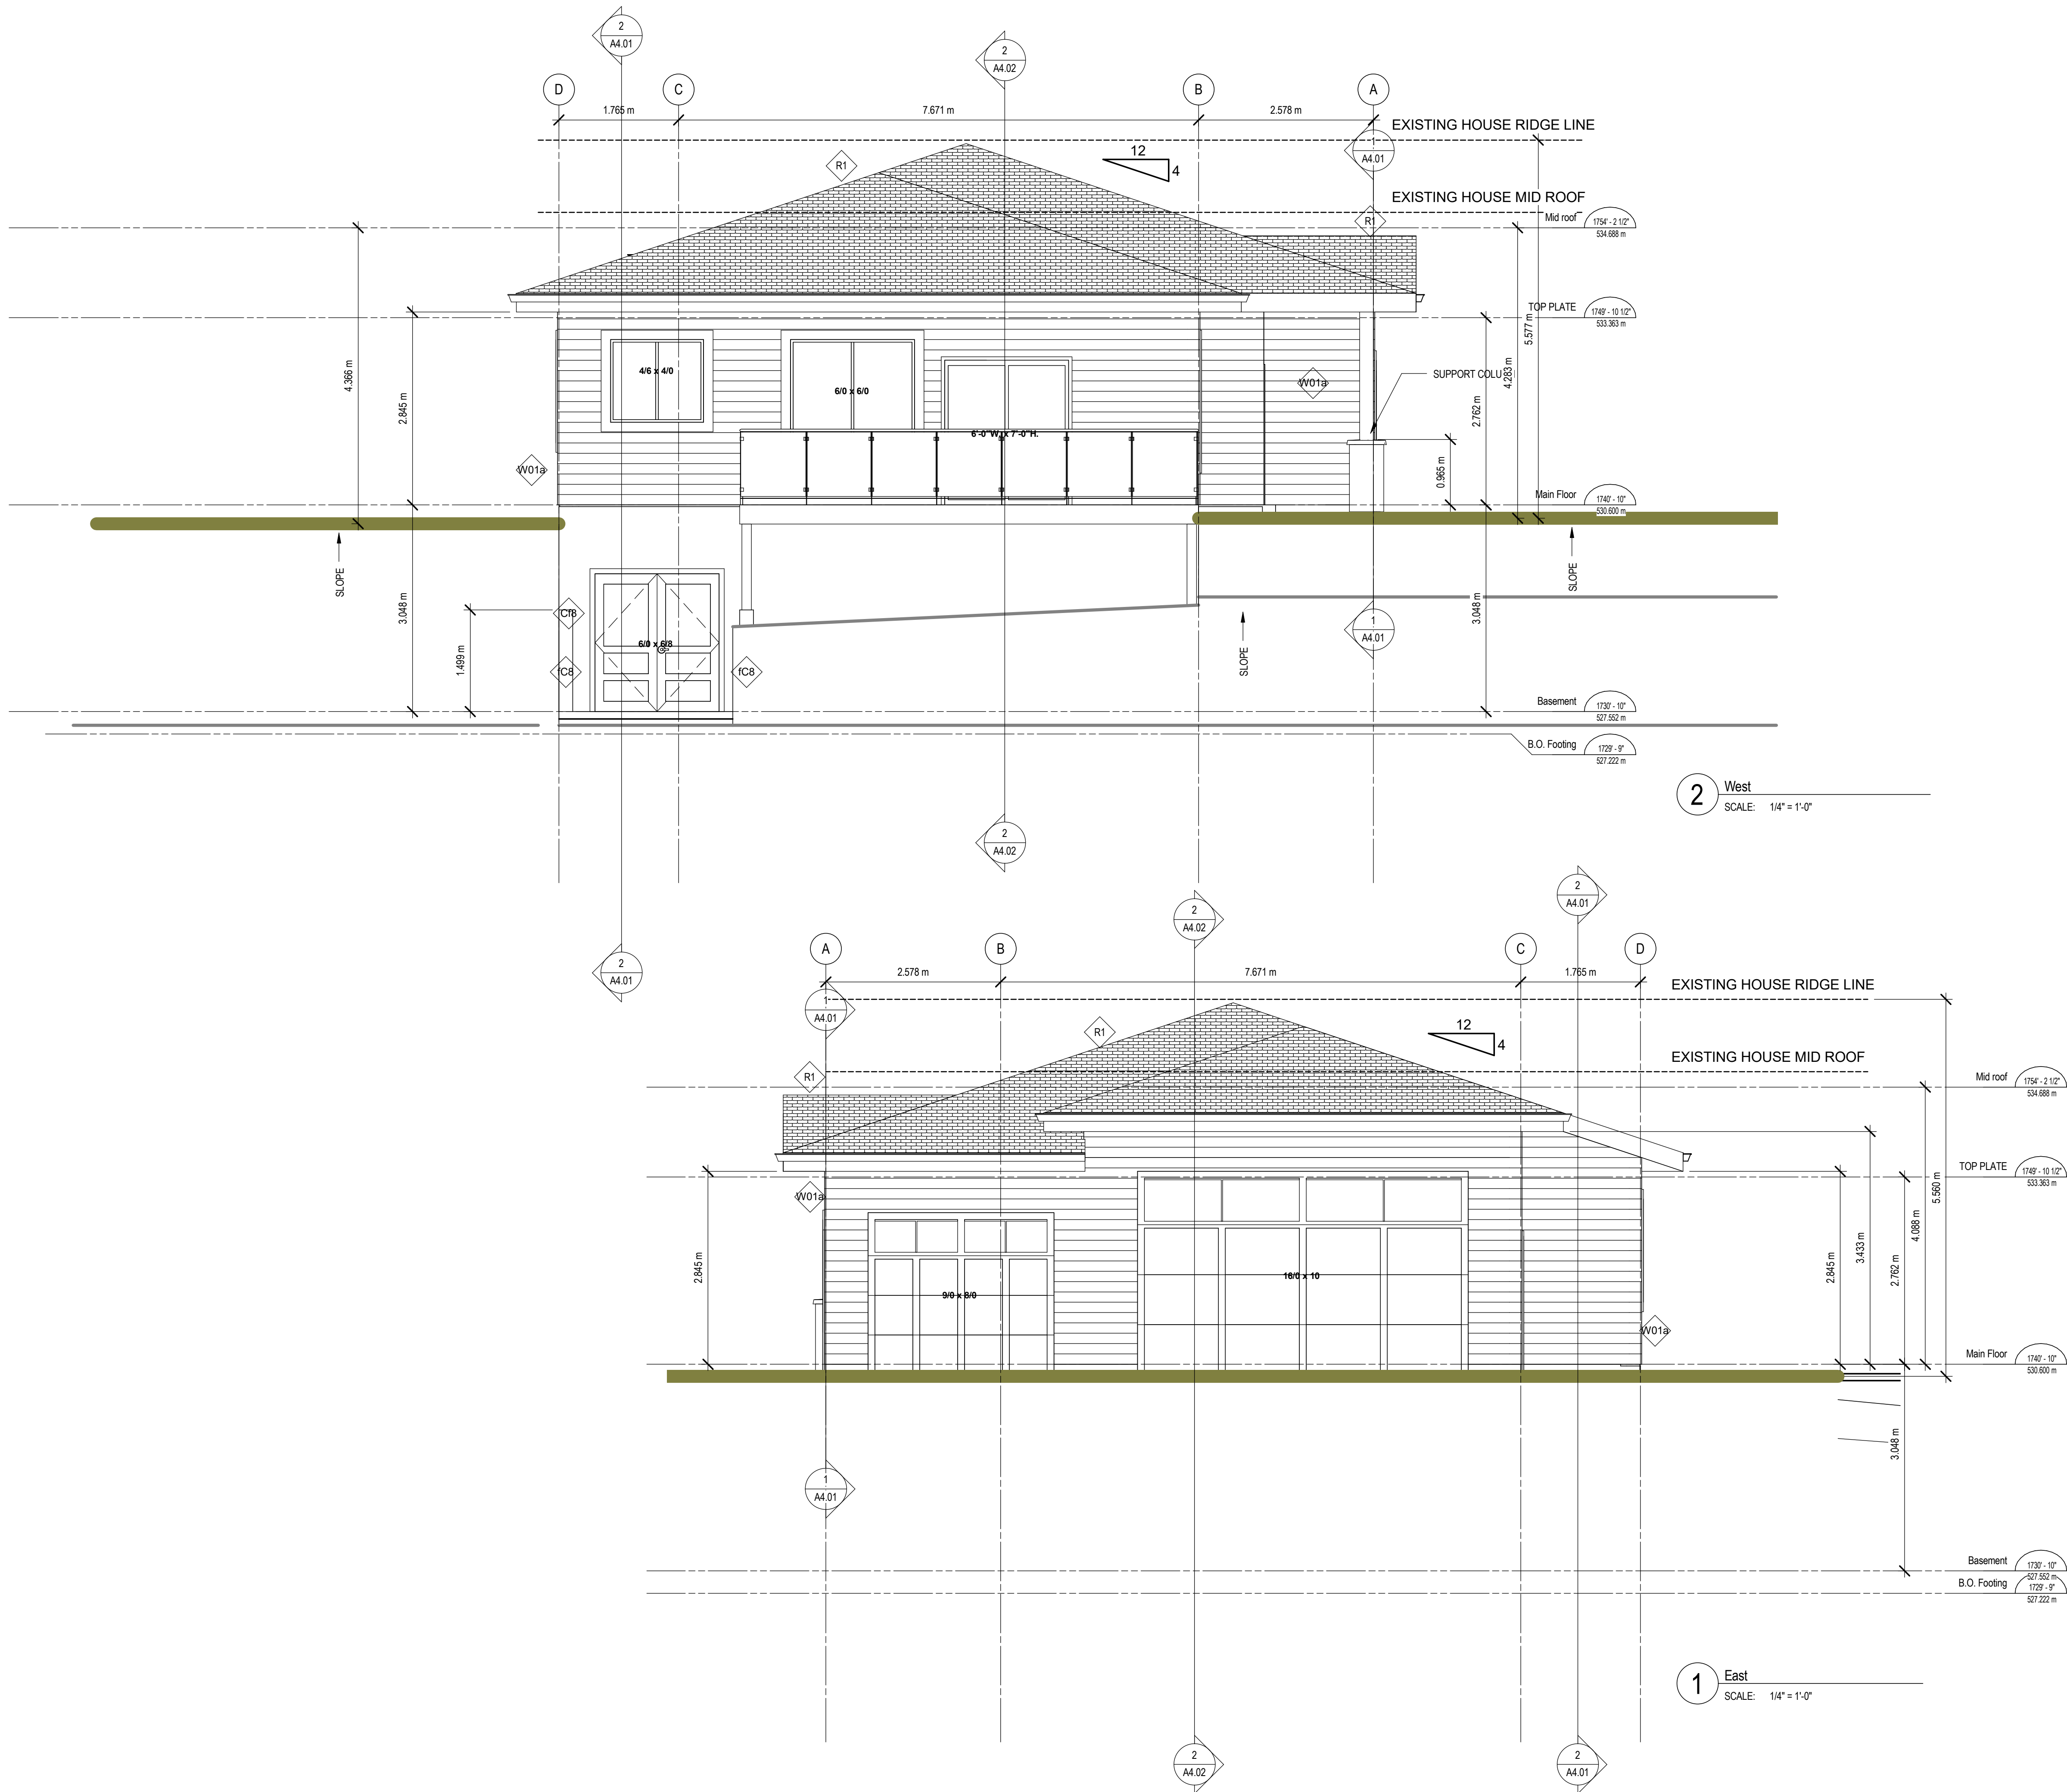 2
A4.01
2
A4.02
D
C
B
A
1.765 m
7.671 m
2.578 m
EXISTING HOUSE RIDGE LINE
1
A4.01
R1
12
4
EXISTING HOUSE MID ROOF
R1
Mid roof
1754' - 2 1/2"
534.688 m
TOP PLATE
1749' - 10 1/2"
533.363 m
5.577 m
4.283 m
4.366 m
2.845 m
4/6 x 4/0
6/0 x 6/0
W01a
SUPPORT COLU
2.762 m
6'-0"W. x 7'-0"H.
W01a
0.965 m
Main Floor
1740' - 10"
530.600 m
SLOPE
SLOPE
3.048 m
1.499 m
Cf8
6/0 x 6/8
fC8
fC8
SLOPE
3.048 m
1
A4.01
Basement
1730' - 10"
527.552 m
B.O. Footing
1729' - 9"
527.222 m
2
West
SCALE: 1/4" = 1'-0"
2
A4.02
2
A4.01
2
A4.02
2
A4.01
A
B
C
D
2.578 m
7.671 m
1.765 m
EXISTING HOUSE RIDGE LINE
1
A4.01
R1
12
4
EXISTING HOUSE MID ROOF
R1
Mid roof
1754' - 2 1/2"
534.688 m
TOP PLATE
1749' - 10 1/2"
533.363 m
W01a
5.560 m
4.088 m
3.433 m
2.845 m
2.845 m
2.762 m
9/0 x 8/0
16/0 x 10
W01a
Main Floor
1740' - 10"
530.600 m
3.048 m
1
A4.01
Basement
1730' - 10"
527.552 m
B.O. Footing
1729' - 9"
527.222 m
1
East
SCALE: 1/4" = 1'-0"
2
A4.02
2
A4.01